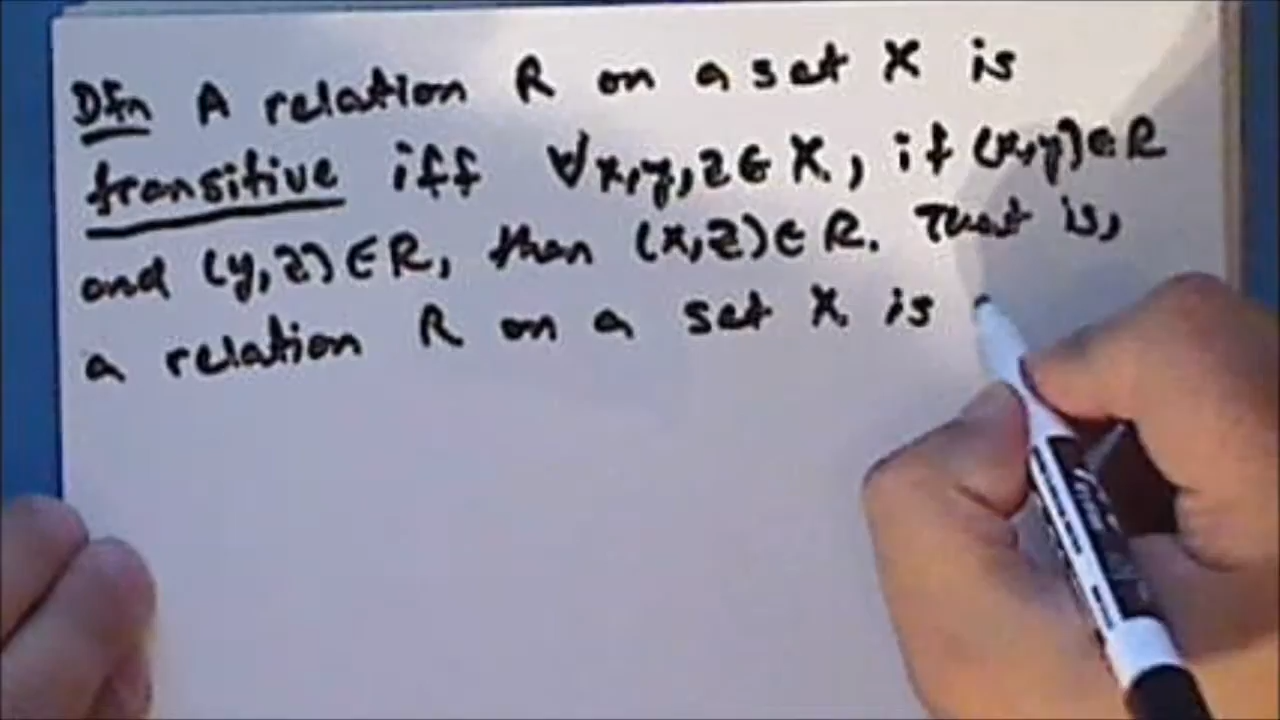 Dfn A relation R on a set X is
transitive iff ∀x,y,z∈X, if (x,y)∈R
and (y,z)∈R, then (x,z)∈R. That is,
a relation R on a set X is